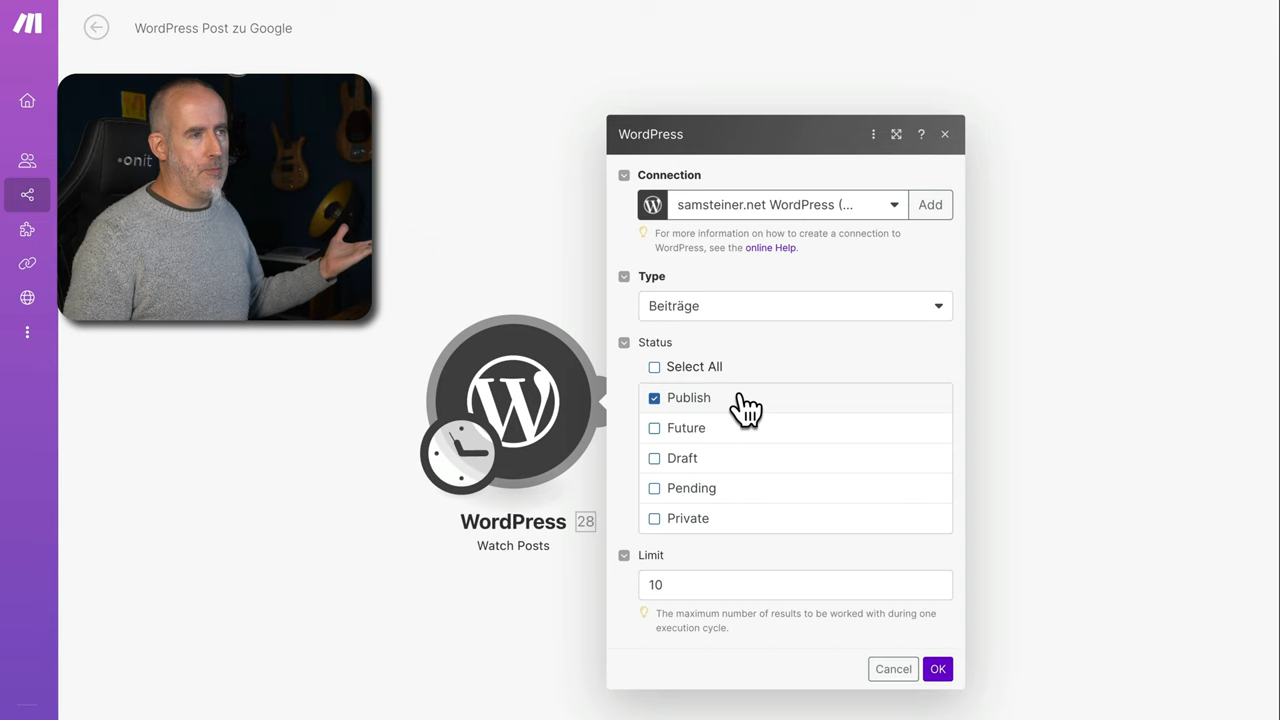 WordPress Post zu Google
onit
WordPress
Connection
samsteiner.net WordPress (...
Add
For more information on how to create a connection to
WordPress, see the online Help.
Type
Beiträge
Status
Select All
Publish
Future
Draft
Pending
Private
WordPress 28
Watch Posts
Limit
10
The maximum number of results to be worked with during one
execution cycle.
Cancel
OK